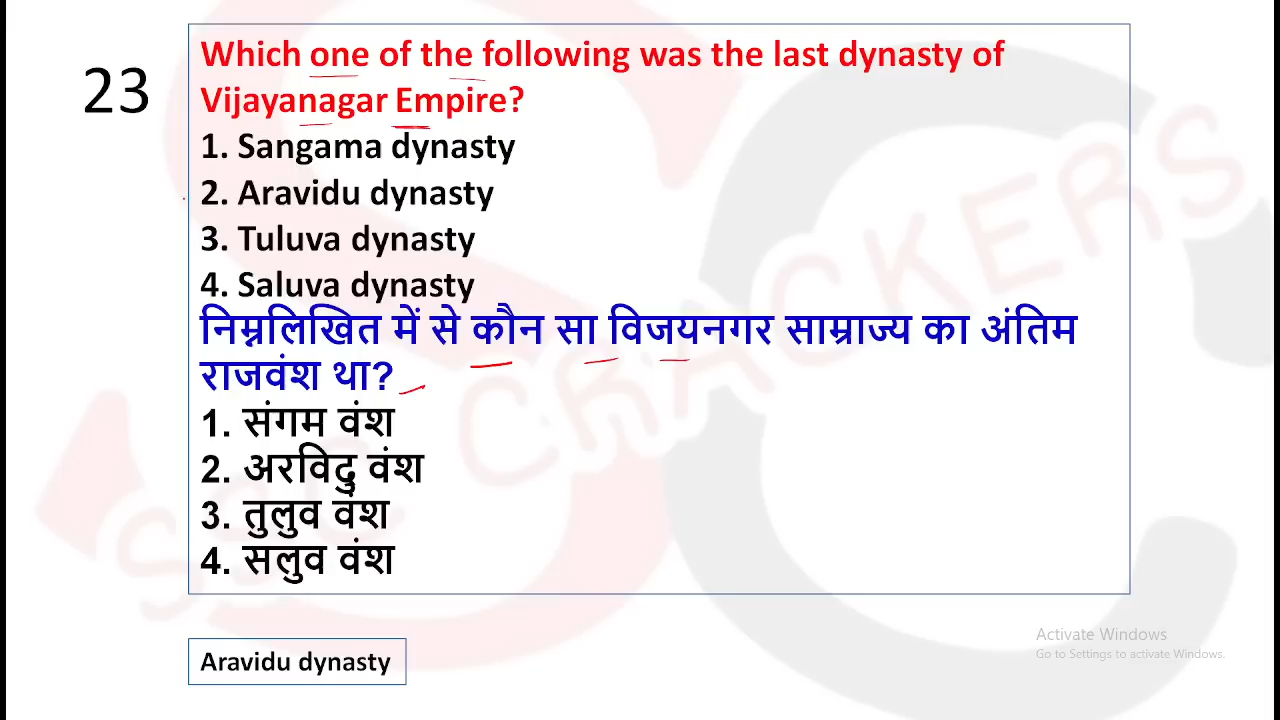 23
Which one of the following was the last dynasty of
Vijayanagar Empire?
1. Sangama dynasty
2. Aravidu dynasty
3. Tuluva dynasty
4. Saluva dynasty
निम्नलिखित में से कौन सा विजयनगर साम्राज्य का अंतिम
राजवंश था?
1. संगम वंश
2. अरविदु वंश
3. तुलुव वंश
4. सलुव वंश
SSC CRACKERS
Activate Windows
Go to Settings to activate Windows.
Aravidu dynasty